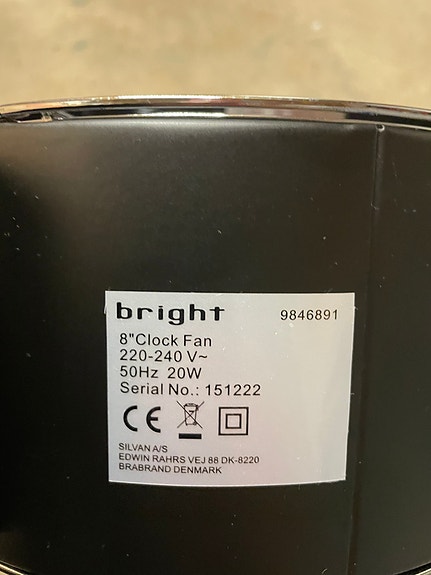 bright 9846891
8"Clock Fan
220-240 V~
50Hz 20W
Serial No.: 151222
CE
SILVAN A/S
EDWIN RAHRS VEJ 88 DK-8220
BRABRAND DENMARK